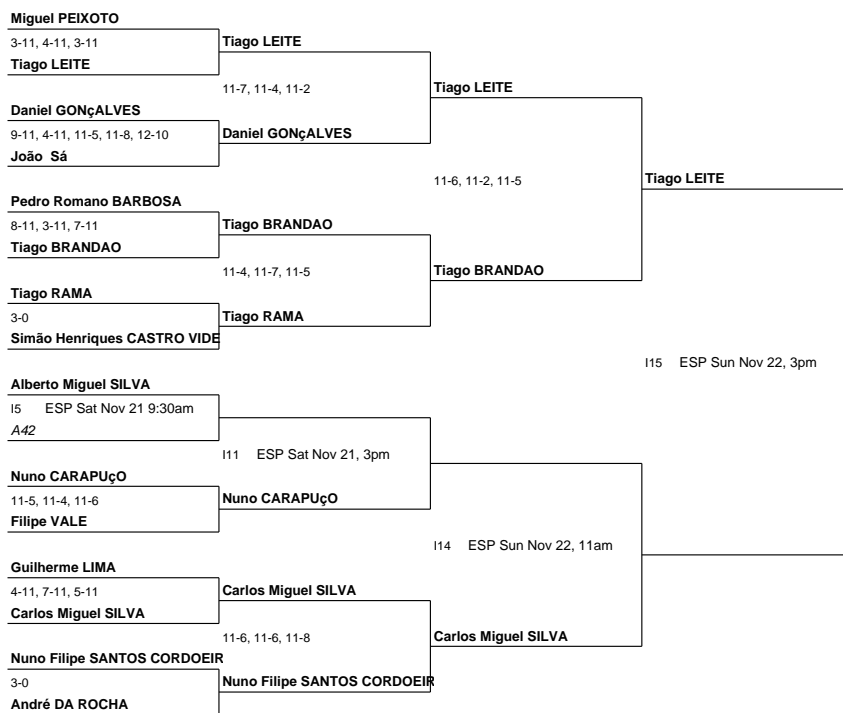 Miguel PEIXOTO
3-11, 4-11, 3-11
Tiago LEITE
Tiago LEITE
11-7, 11-4, 11-2
Tiago LEITE
Daniel GONçALVES
9-11, 4-11, 11-5, 11-8, 12-10
Daniel GONçALVES
João Sá
11-6, 11-2, 11-5
Tiago LEITE
Pedro Romano BARBOSA
8-11, 3-11, 7-11
Tiago BRANDAO
Tiago BRANDAO
11-4, 11-7, 11-5
Tiago BRANDAO
Tiago RAMA
3-0
Tiago RAMA
Simão Henriques CASTRO VIDE
I15 ESP Sun Nov 22, 3pm
Alberto Miguel SILVA
I5 ESP Sat Nov 21 9:30am
A42
I11 ESP Sat Nov 21, 3pm
Nuno CARAPUçO
11-5, 11-4, 11-6
Nuno CARAPUçO
Filipe VALE
I14 ESP Sun Nov 22, 11am
Guilherme LIMA
4-11, 7-11, 5-11
Carlos Miguel SILVA
Carlos Miguel SILVA
11-6, 11-6, 11-8
Carlos Miguel SILVA
Nuno Filipe SANTOS CORDOEIR
3-0
Nuno Filipe SANTOS CORDOEIR
André DA ROCHA